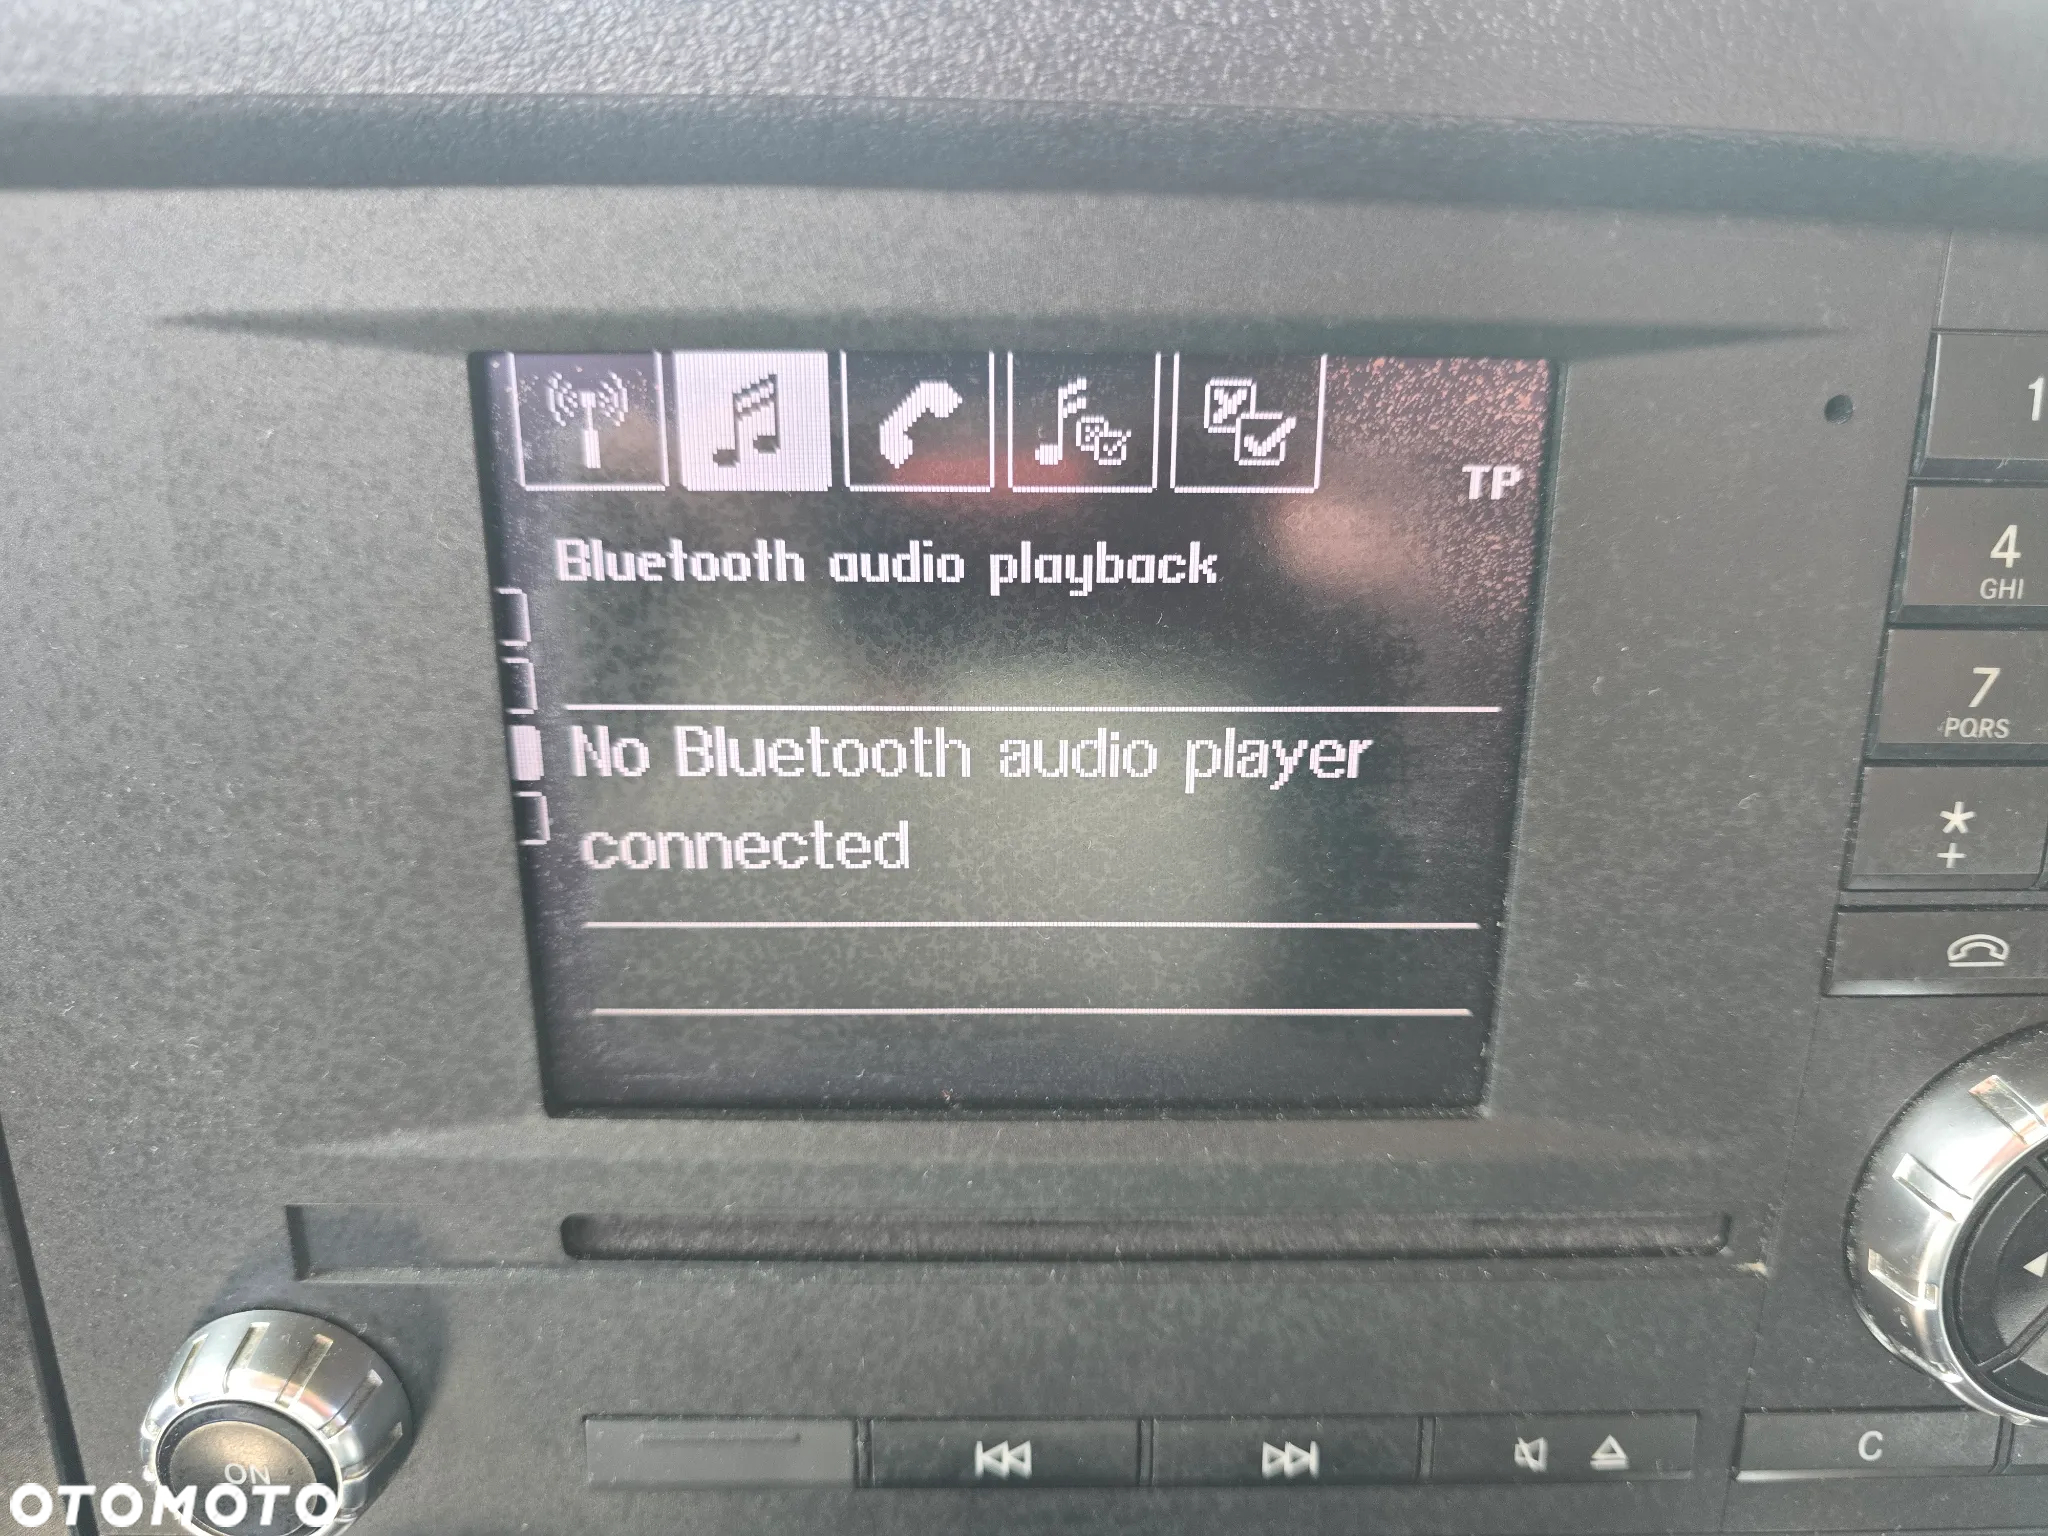 TP
Bluetooth audio playback
No Bluetooth audio player
connected
1
4
GHI
7
PQRS
*
+
C
ON
OTOMOTO